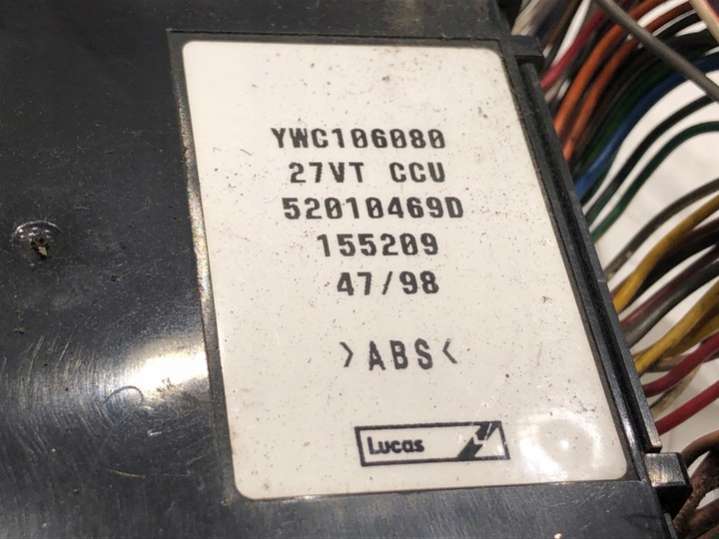 YWC106080
27VT CCU
52010469D
155209
47/98
>ABS<
Lucas